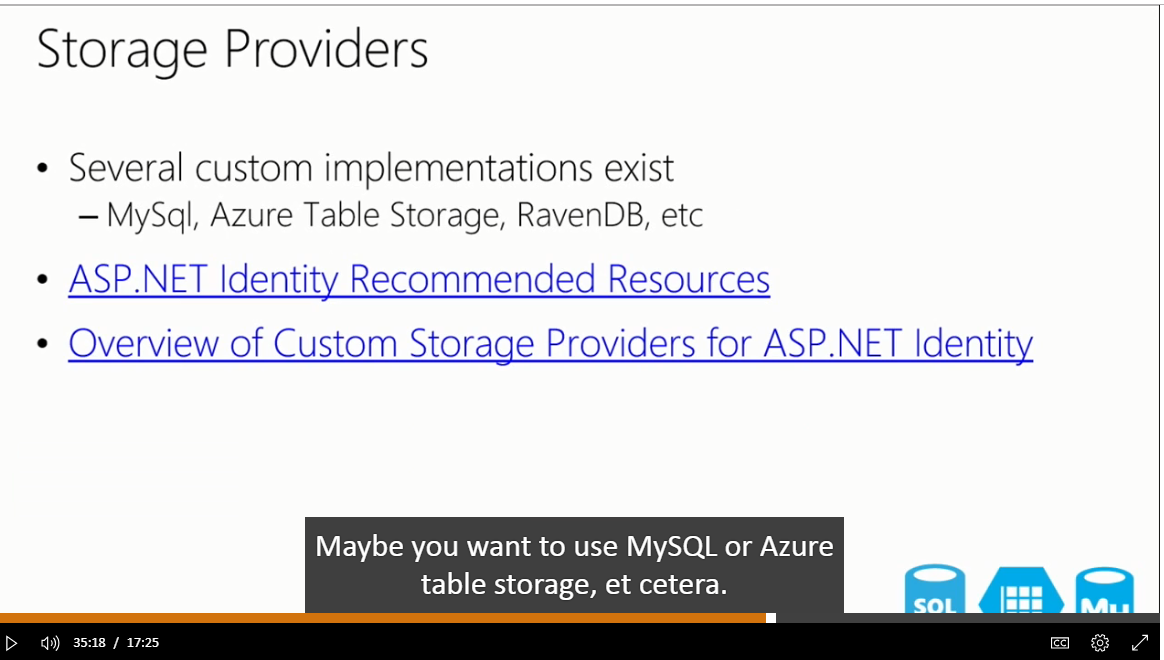 Storage Providers
• Several custom implementations exist
– MySql, Azure Table Storage, RavenDB, etc
• ASP.NET Identity Recommended Resources
• Overview of Custom Storage Providers for ASP.NET Identity
Maybe you want to use MySQL or Azure
table storage, et cetera.
SQL
My
35:18 / 17:25
CC